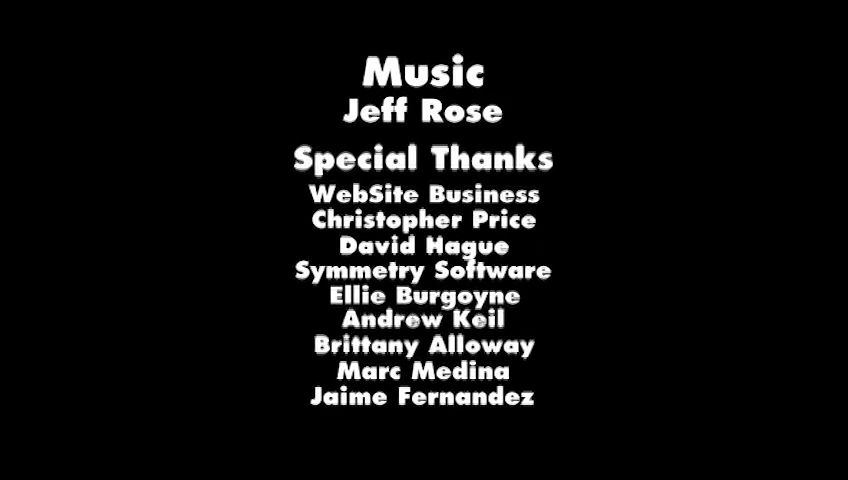 Music
Jeff Rose
Special Thanks
WebSite Business
Christopher Price
David Hague
Symmetry Software
Ellie Burgoyne
Andrew Keil
Brittany Alloway
Marc Medina
Jaime Fernandez